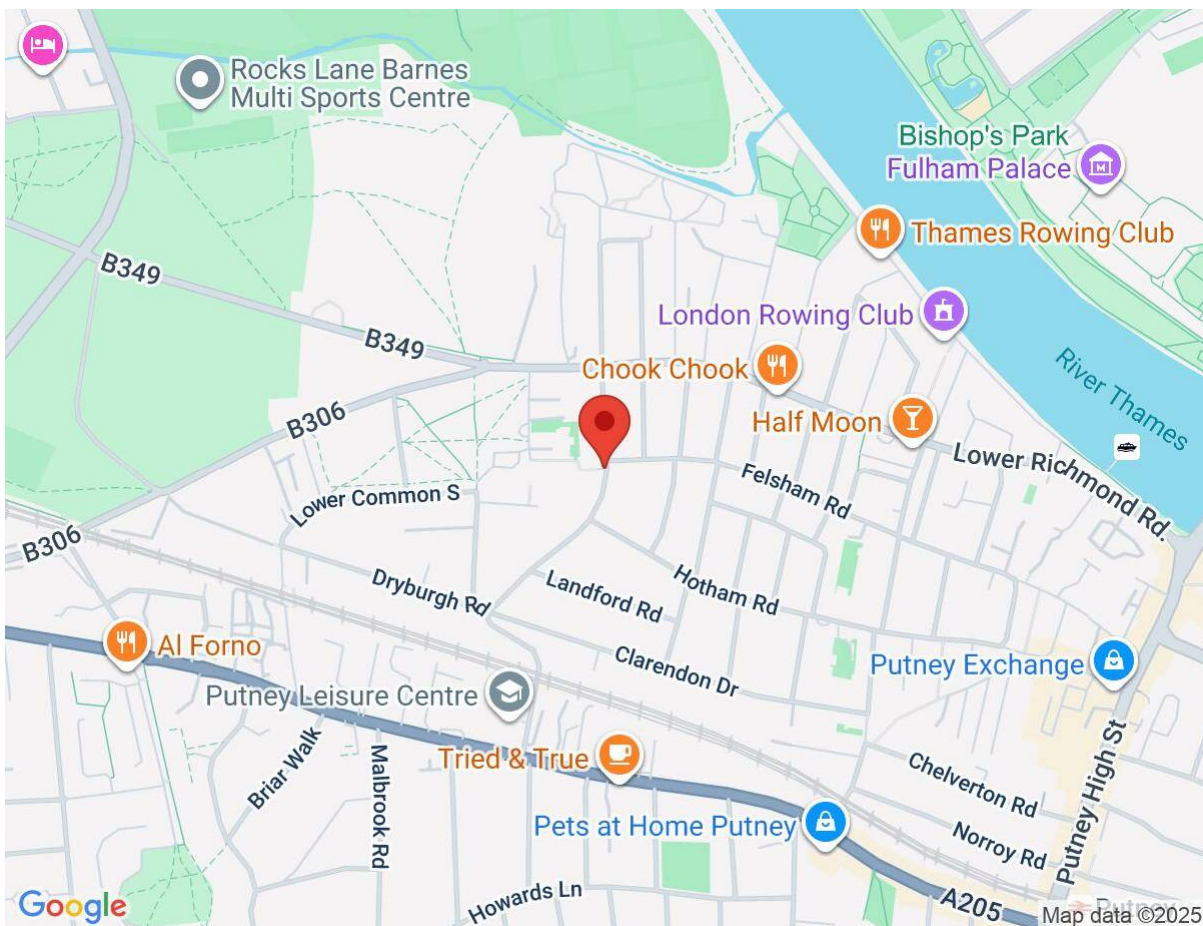 Rocks Lane Barnes
Multi Sports Centre
Bishop's Park
Fulham Palace
Thames Rowing Club
B349
London Rowing Club
B349
Chook Chook
River Thames
B306
Half Moon
Lower Richmond Rd.
Felsham Rd
Lower Common S
B306
Dryburgh Rd
Landford Rd
Hotham Rd
Al Forno
Clarendon Dr
Putney Exchange
Putney Leisure Centre
Tried & True
Briar Walk
Malbrook Rd
Chelverton Rd
Putney High St
Pets at Home Putney
Norroy Rd
Howards Ln
A205
Putney
Google
Map data ©2025